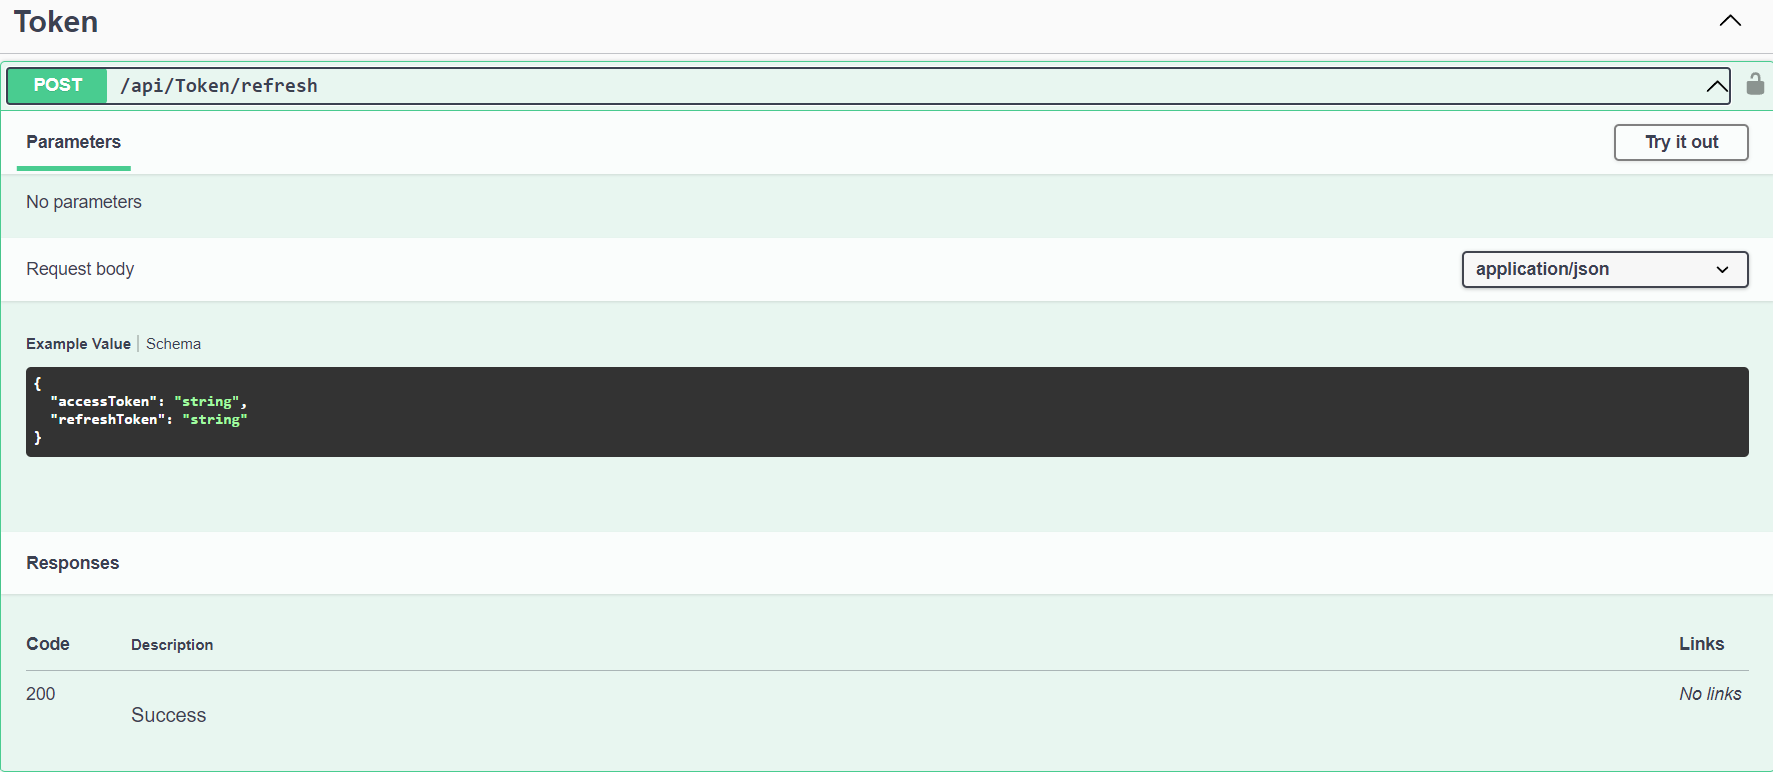 Token
POST /api/Token/refresh
Parameters
Try it out
No parameters
Request body
application/json
Example Value | Schema
{
  "accessToken": "string",
  "refreshToken": "string"
}
Responses
Code Description Links
200 Success No links